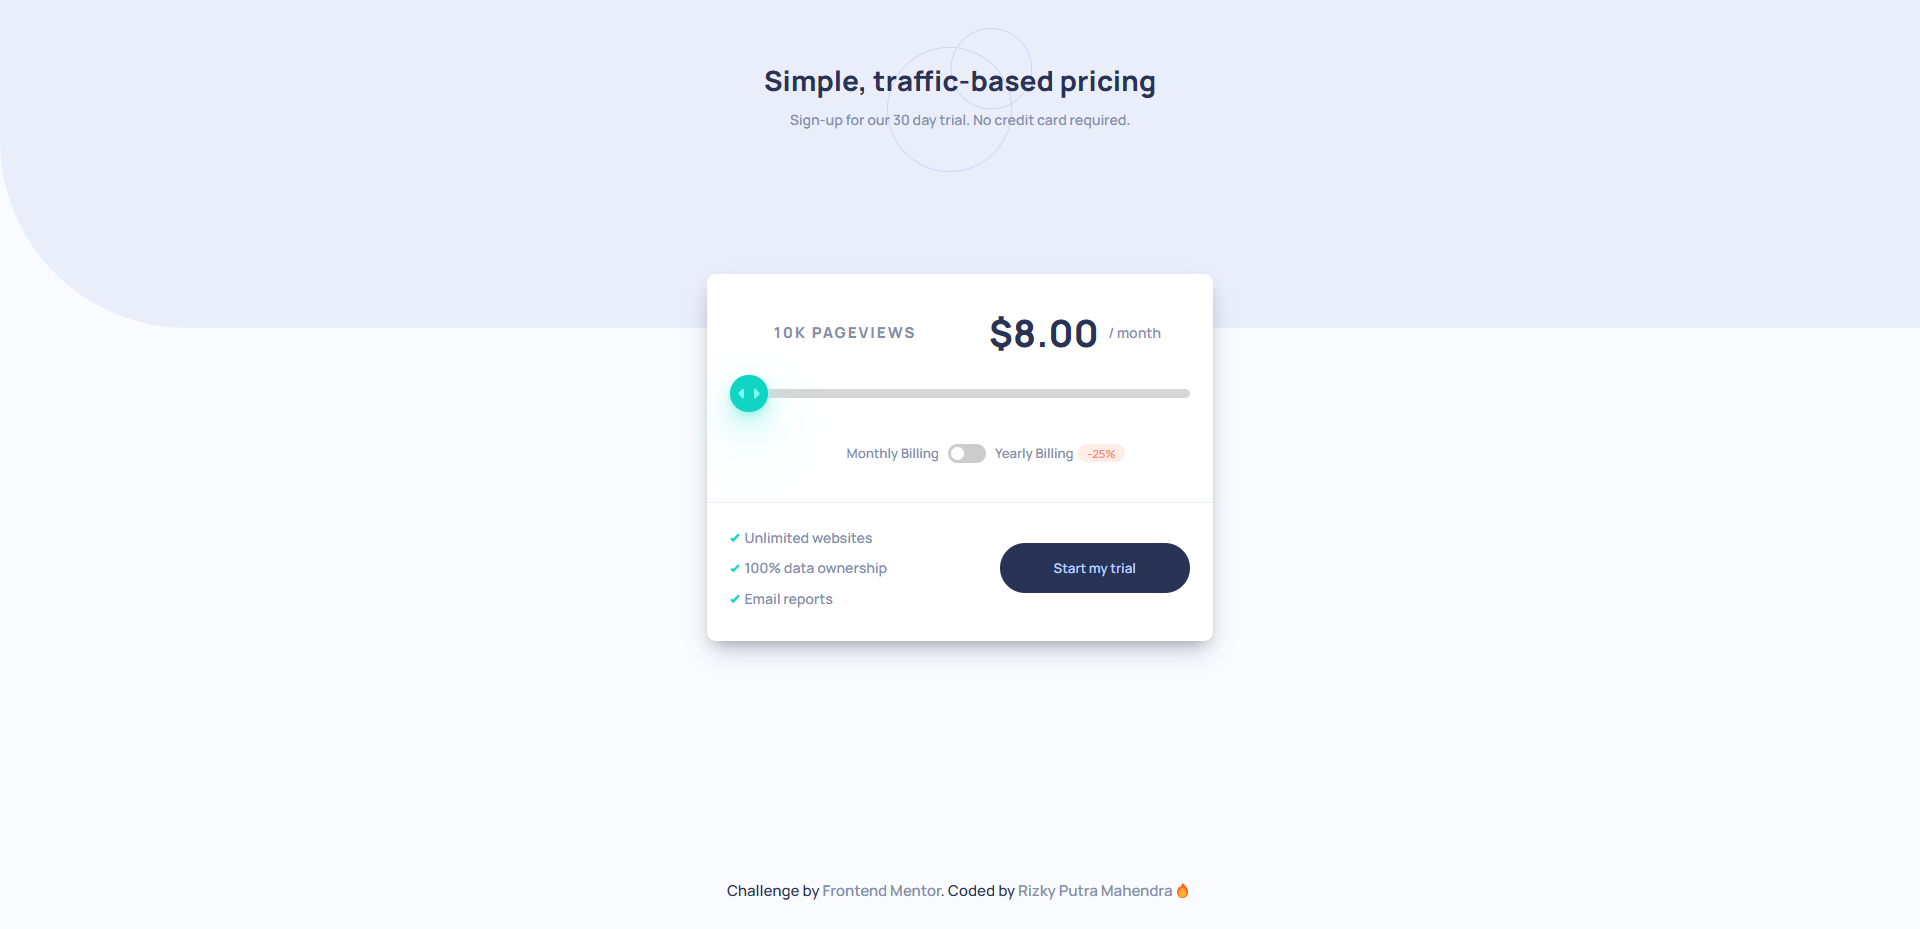 Simple, traffic-based pricing
Sign-up for our 30 day trial. No credit card required.
10K PAGEVIEWS
$8.00 / month
Monthly Billing
Yearly Billing -25%
Unlimited websites
100% data ownership
Email reports
Start my trial
Challenge by Frontend Mentor. Coded by Rizky Putra Mahendra 🔥